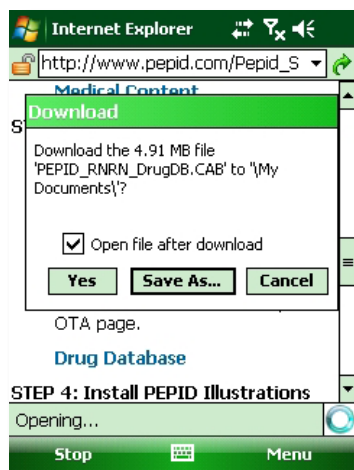 Internet Explorer
http://www.pepid.com/Pepid_S
Medical Content
S
Download
Download the 4.91 MB file
'PEPID_RNRN_DrugDB.CAB' to '\My
Documents\'?
Open file after download
Yes Save As... Cancel
OTA page.
Drug Database
STEP 4: Install PEPID Illustrations
Opening...
Stop Menu